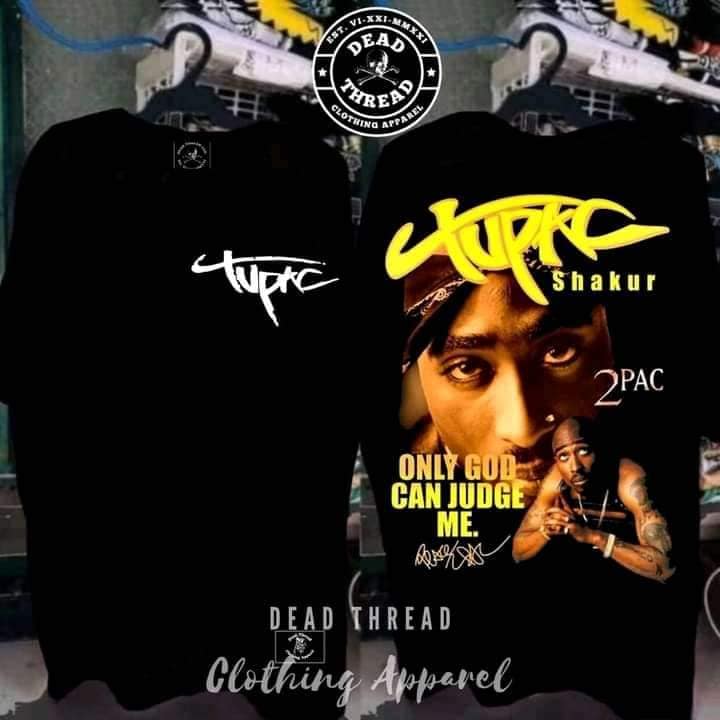 EST. VI-XXI-MMXXI
DEAD
THREAD
CLOTHING APPAREL
Tupac
Tupac
Shakur
2PAC
ONLY GOD
CAN JUDGE
ME.
DEAD THREAD
Clothing Apparel